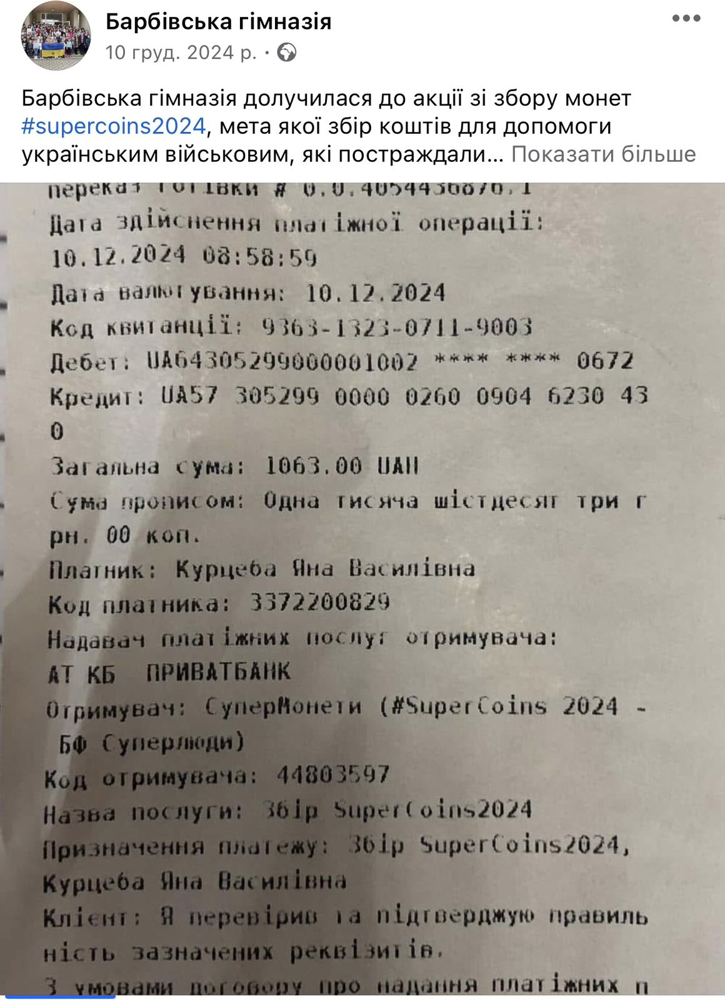 Барбівська гімназія
10 груд. 2024 р. ·
Барбівська гімназія долучилася до акції зі збору монет
#supercoins2024, мета якої збір коштів для допомоги
українським військовим, які постраждали... Показати більше
переказ готівки # 0.0.4054436876.1
Дата здійснення платіжної операції:
10.12.2024 08:58:59
Дата валютування: 10.12.2024
Код квитанції: 9363-1323-0711-9003
Дебет: UA643052990000001002 **** **** 0672
Кредит: UA57 305299 0000 0260 0904 6230 43
0
Загальна сума: 1063.00 UAH
Сума прописом: Одна тисяча шістдесят три г
рн. 00 коп.
Платник: Курцеба Яна Василівна
Код платника: 3372200829
Надавач платіжних послуг отримувача:
АТ КБ ПРИВАТБАНК
Отримувач: СуперМонети (#SuperCoins 2024 -
БФ Суперлюди)
Код отримувача: 44803597
Назва послуги: Збір SuperCoins2024
Призначення платежу: Збір SuperCoins2024,
Курцеба Яна Василівна
Клієнт: Я перевірив та підтверджую правиль
ність зазначених реквізитів.
З умовами договору про надання платіжних п